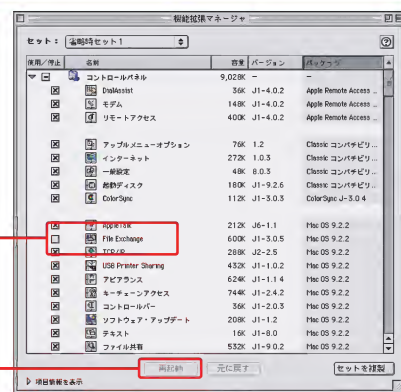 機能拡張マネージャ
セット： 省略時セット1
使用/停止 名前 容量 バージョン パッケージ
コントロールパネル 9,028K -
DialAssist 36K J1-4.0.2 Apple Remote Access ...
モデム 148K J1-4.0.2 Apple Remote Access ...
リモートアクセス 400K J1-4.0.2 Apple Remote Access ...
アップルメニューオプション 76K 1.2 Classic コンパチビリ...
インターネット 272K 1.0.3 Classic コンパチビリ...
一般設定 48K 8.0.3 Classic コンパチビリ...
起動ディスク 180K J1-9.2.6 Classic コンパチビリ...
ColorSync 112K J1-3.0.3 ColorSync J-3.0.4
AppleTalk 212K J6-1.1 Mac OS 9.2.2
File Exchange 600K J1-3.0.5 Mac OS 9.2.2
TCP/IP 288K J2-2.5 Mac OS 9.2.2
USB Printer Sharing 432K J1-1.0.2 Mac OS 9.2.2
アピアランス 624K J1-1.1.4 Mac OS 9.2.2
キーチェーンアクセス 744K J1-2.4.2 Mac OS 9.2.2
コントロールバー 36K J1-2.0.3 Mac OS 9.2.2
ソフトウェア・アップデート 208K J1-1.2 Mac OS 9.2.2
テキスト 16K J1-8.0 Mac OS 9.2.2
ファイル共有 532K J1-9.0.2 Mac OS 9.2.2
再起動 元に戻す セットを複製
項目情報を表示